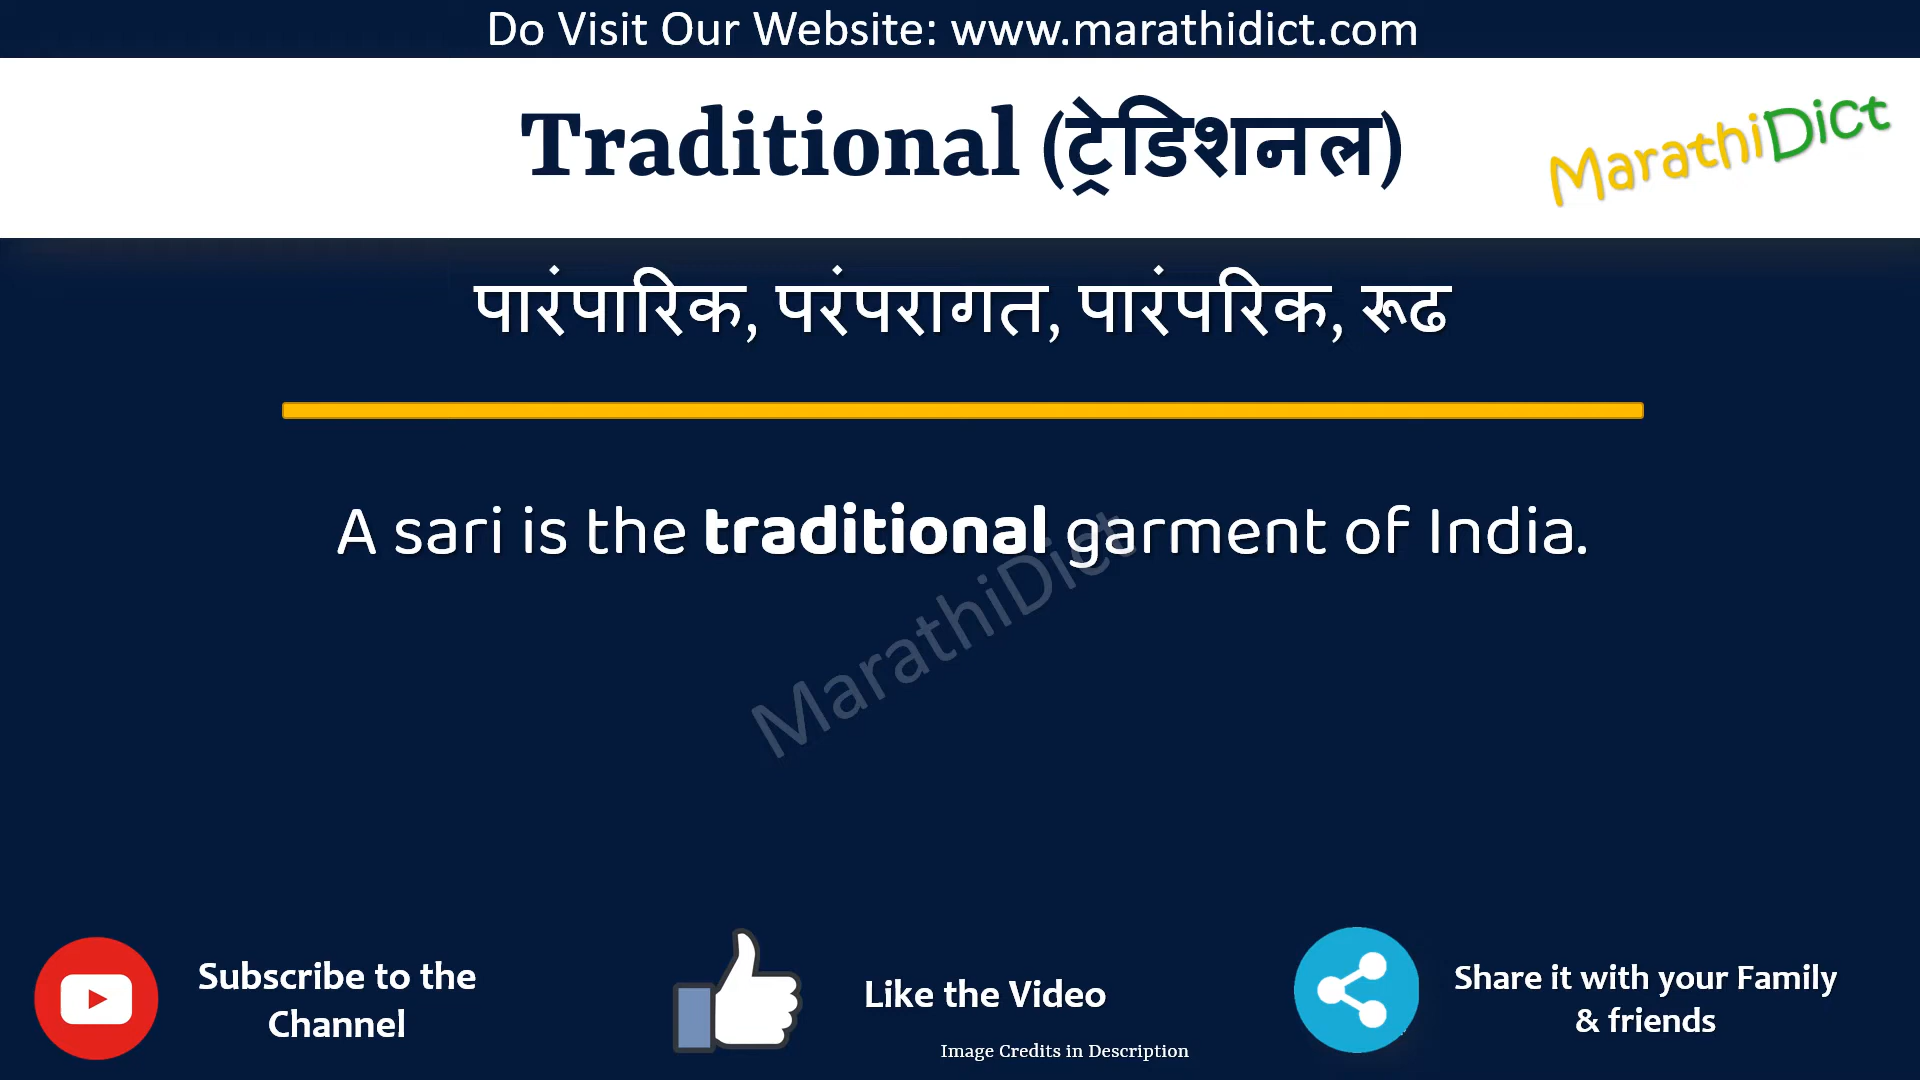 Do Visit Our Website: www.marathidict.com
Traditional (ट्रेडिशनल)
MarathiDict
पारंपारिक, परंपरागत, पारंपरिक, रूढ
A sari is the traditional garment of India.
MarathiDict
Subscribe to the
Channel
Like the Video
Share it with your Family
& friends
Image Credits in Description